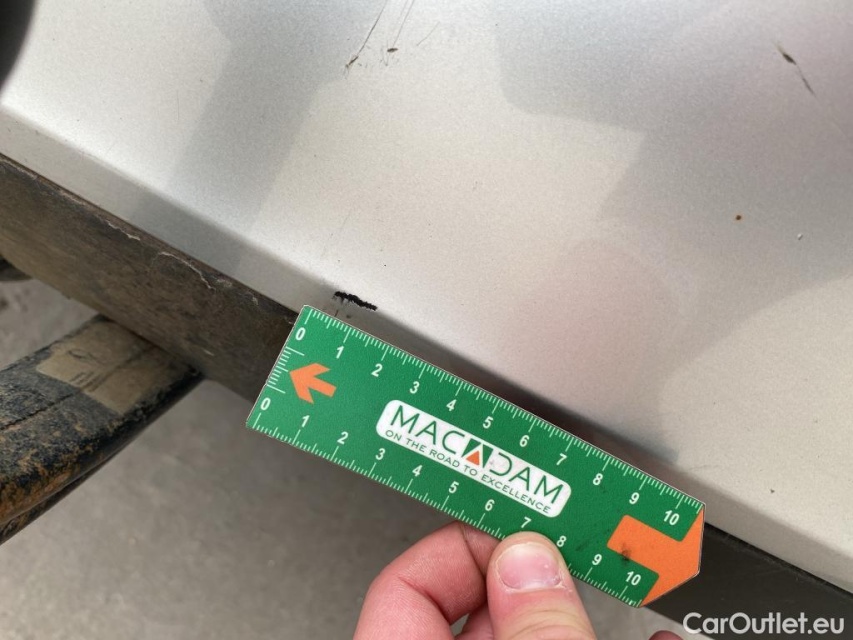 0 1 2 3 4 5 6 7 8 9 10
MACADAM
ON THE ROAD TO EXCELLENCE
0 1 2 3 4 5 6 7 8 9 10
CarOutlet.eu